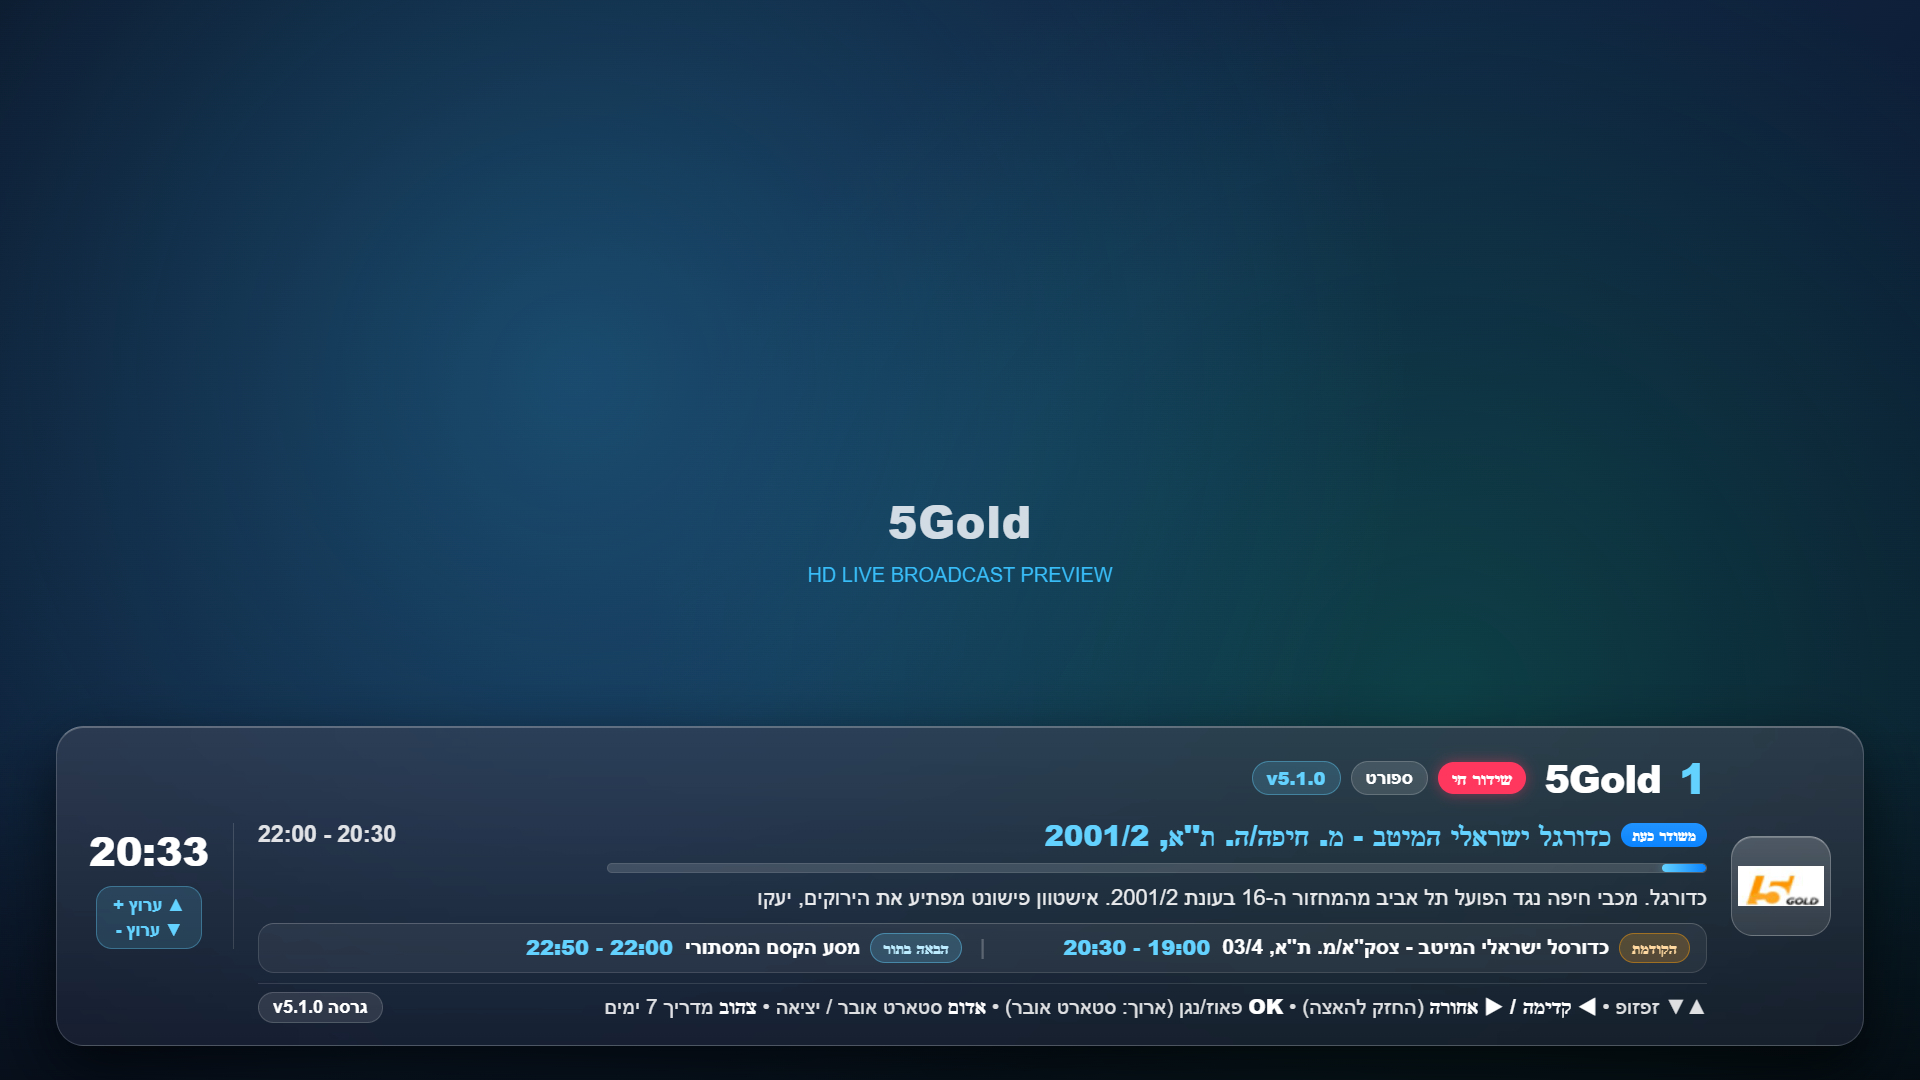 5Gold
HD LIVE BROADCAST PREVIEW
1 5Gold שידור חי ספורט v5.1.0
משודר כעת כדורגל ישראלי המיטב - מ. חיפה/ה. ת"א, 2001/2 20:30 - 22:00
כדורגל. מכבי חיפה נגד הפועל תל אביב מהמחזור ה-16 בעונת 2001/2. אישטוון פישונט מפתיע את הירוקים, יעקו
הקודמת כדורסל ישראלי המיטב - צסק"א/מ. ת"א, 03/4 19:00 - 20:30 | הבאה בתור מסע הקסם המסתורי 22:00 - 22:50
▲▼ זפזופ • ◀ קדימה / ▶ אחורה (החזק להאצה) • OK פאוז/נגן (ארוך: סטארט אובר) • אדום סטארט אובר / יציאה • צהוב מדריך 7 ימים גרסה v5.1.0
20:33
▲ ערוץ +
▼ ערוץ -
5 GOLD